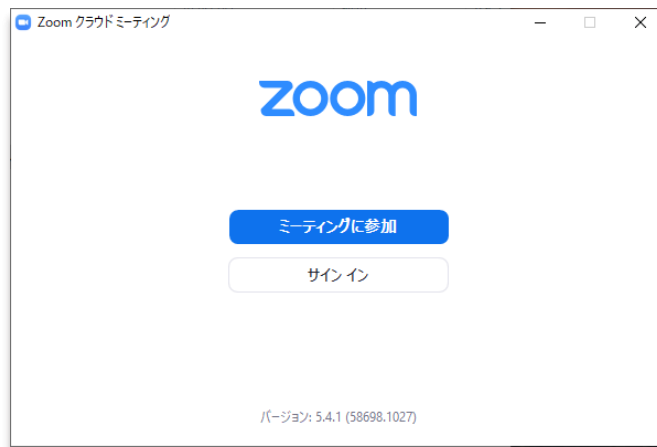 Zoom クラウド ミーティング
zoom
ミーティングに参加
サイン イン
バージョン: 5.4.1 (58698.1027)